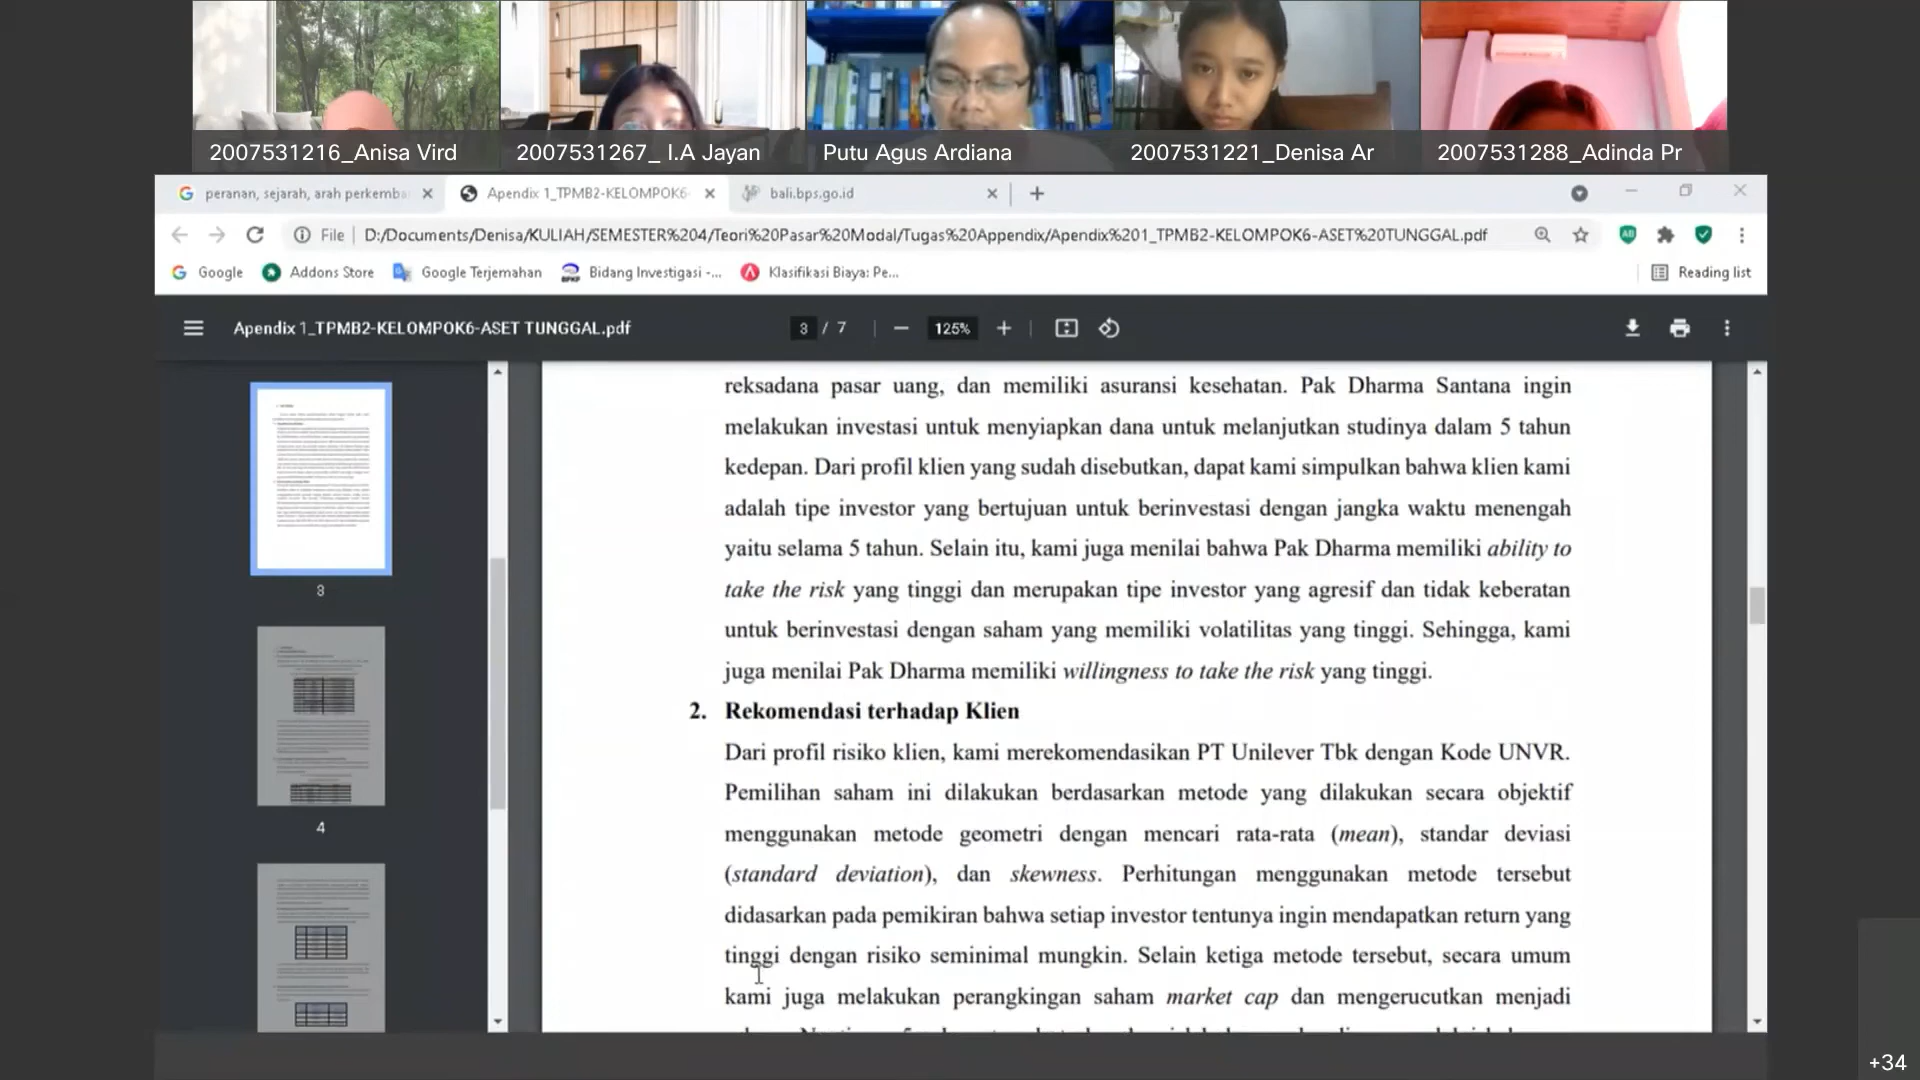 2007531216_Anisa Vird
2007531267_ I.A Jayan
Putu Agus Ardiana
2007531221_Denisa Ar
2007531288_Adinda Pr
peranan, sejarah, arah perkemba
Apendix 1_TPMB2-KELOMPOK6-
bali.bps.go.id
File
D:/Documents/Denisa/KULIAH/SEMESTER%204/Teori%20Pasar%20Modal/Tugas%20Appendix/Apendix%201_TPMB2-KELOMPOK6-ASET%20TUNGGAL.pdf
Google
Addons Store
Google Terjemahan
Bidang Investigasi -...
Klasifikasi Biaya: Pe...
Reading list
Apendix 1_TPMB2-KELOMPOK6-ASET TUNGGAL.pdf
3 / 7
125%
3
4
reksadana pasar uang, dan memiliki asuransi kesehatan. Pak Dharma Santana ingin
melakukan investasi untuk menyiapkan dana untuk melanjutkan studinya dalam 5 tahun
kedepan. Dari profil klien yang sudah disebutkan, dapat kami simpulkan bahwa klien kami
adalah tipe investor yang bertujuan untuk berinvestasi dengan jangka waktu menengah
yaitu selama 5 tahun. Selain itu, kami juga menilai bahwa Pak Dharma memiliki ability to
take the risk yang tinggi dan merupakan tipe investor yang agresif dan tidak keberatan
untuk berinvestasi dengan saham yang memiliki volatilitas yang tinggi. Sehingga, kami
juga menilai Pak Dharma memiliki willingness to take the risk yang tinggi.
2. Rekomendasi terhadap Klien
Dari profil risiko klien, kami merekomendasikan PT Unilever Tbk dengan Kode UNVR.
Pemilihan saham ini dilakukan berdasarkan metode yang dilakukan secara objektif
menggunakan metode geometri dengan mencari rata-rata (mean), standar deviasi
(standard deviation), dan skewness. Perhitungan menggunakan metode tersebut
didasarkan pada pemikiran bahwa setiap investor tentunya ingin mendapatkan return yang
tinggi dengan risiko seminimal mungkin. Selain ketiga metode tersebut, secara umum
kami juga melakukan perangkingan saham market cap dan mengerucutkan menjadi
+34